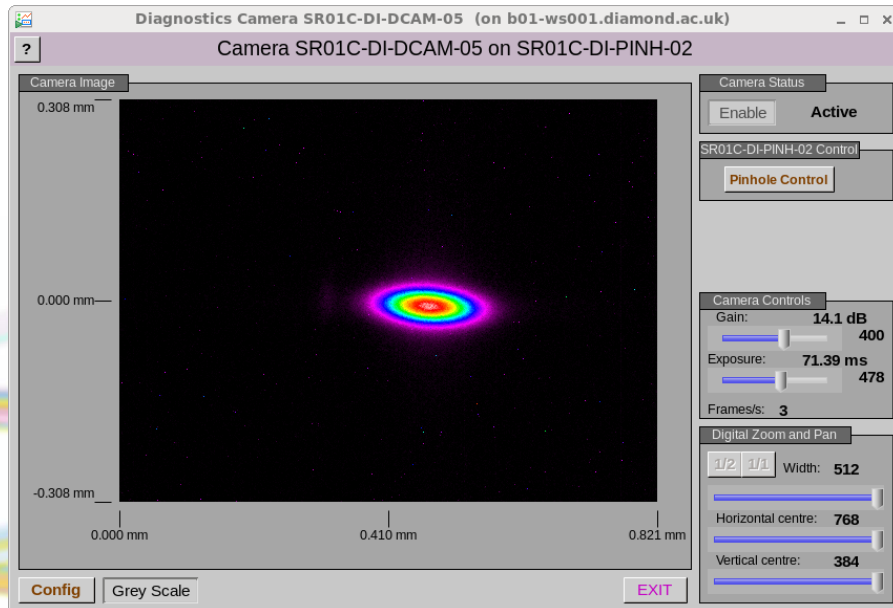 Diagnostics Camera SR01C-DI-DCAM-05 (on b01-ws001.diamond.ac.uk)
?
Camera SR01C-DI-DCAM-05 on SR01C-DI-PINH-02
Camera Image
0.308 mm
0.000 mm
-0.308 mm
0.000 mm
0.410 mm
0.821 mm
Config
Grey Scale
EXIT
Camera Status
Enable
Active
SR01C-DI-PINH-02 Control
Pinhole Control
Camera Controls
Gain: 14.1 dB
400
Exposure: 71.39 ms
478
Frames/s: 3
Digital Zoom and Pan
1/2 1/1 Width: 512
Horizontal centre: 768
Vertical centre: 384